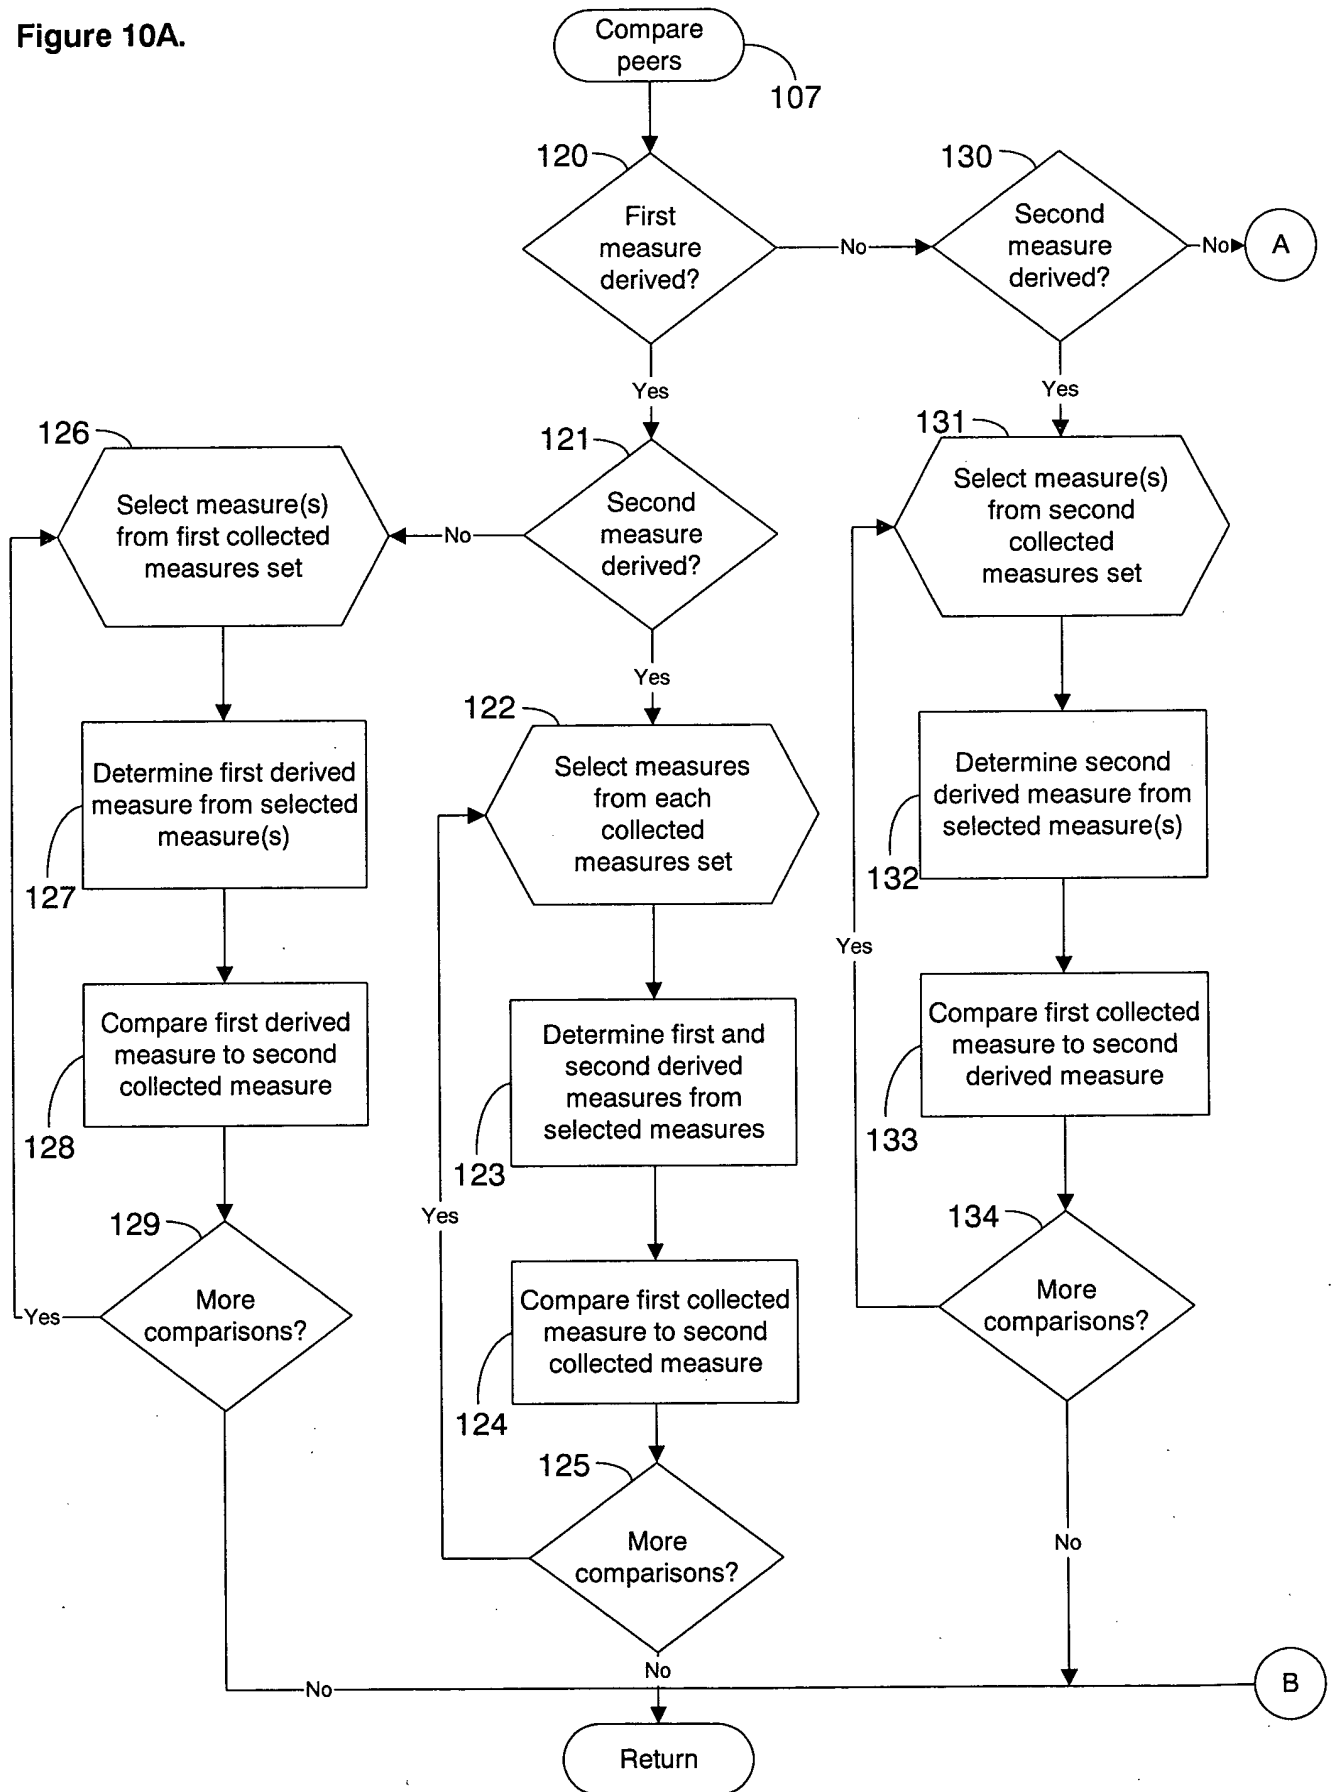 Figure 10A.
Compare
peers
107
120
First
measure
derived?
No
130
Second
measure
derived?
No
A
Yes
Yes
126
Select measure(s)
from first collected
measures set
No
121
Second
measure
derived?
131
Select measure(s)
from second
collected
measures set
Yes
122
Select measures
from each
collected
measures set
Determine first derived
measure from selected
measure(s)
127
Determine second
derived measure from
selected measure(s)
132
Yes
Compare first derived
measure to second
collected measure
128
Determine first and
second derived
measures from
selected measures
123
Compare first collected
measure to second
derived measure
133
Yes
129
More
comparisons?
Yes
Compare first collected
measure to second
collected measure
124
134
More
comparisons?
125
More
comparisons?
No
No
No
B
Return